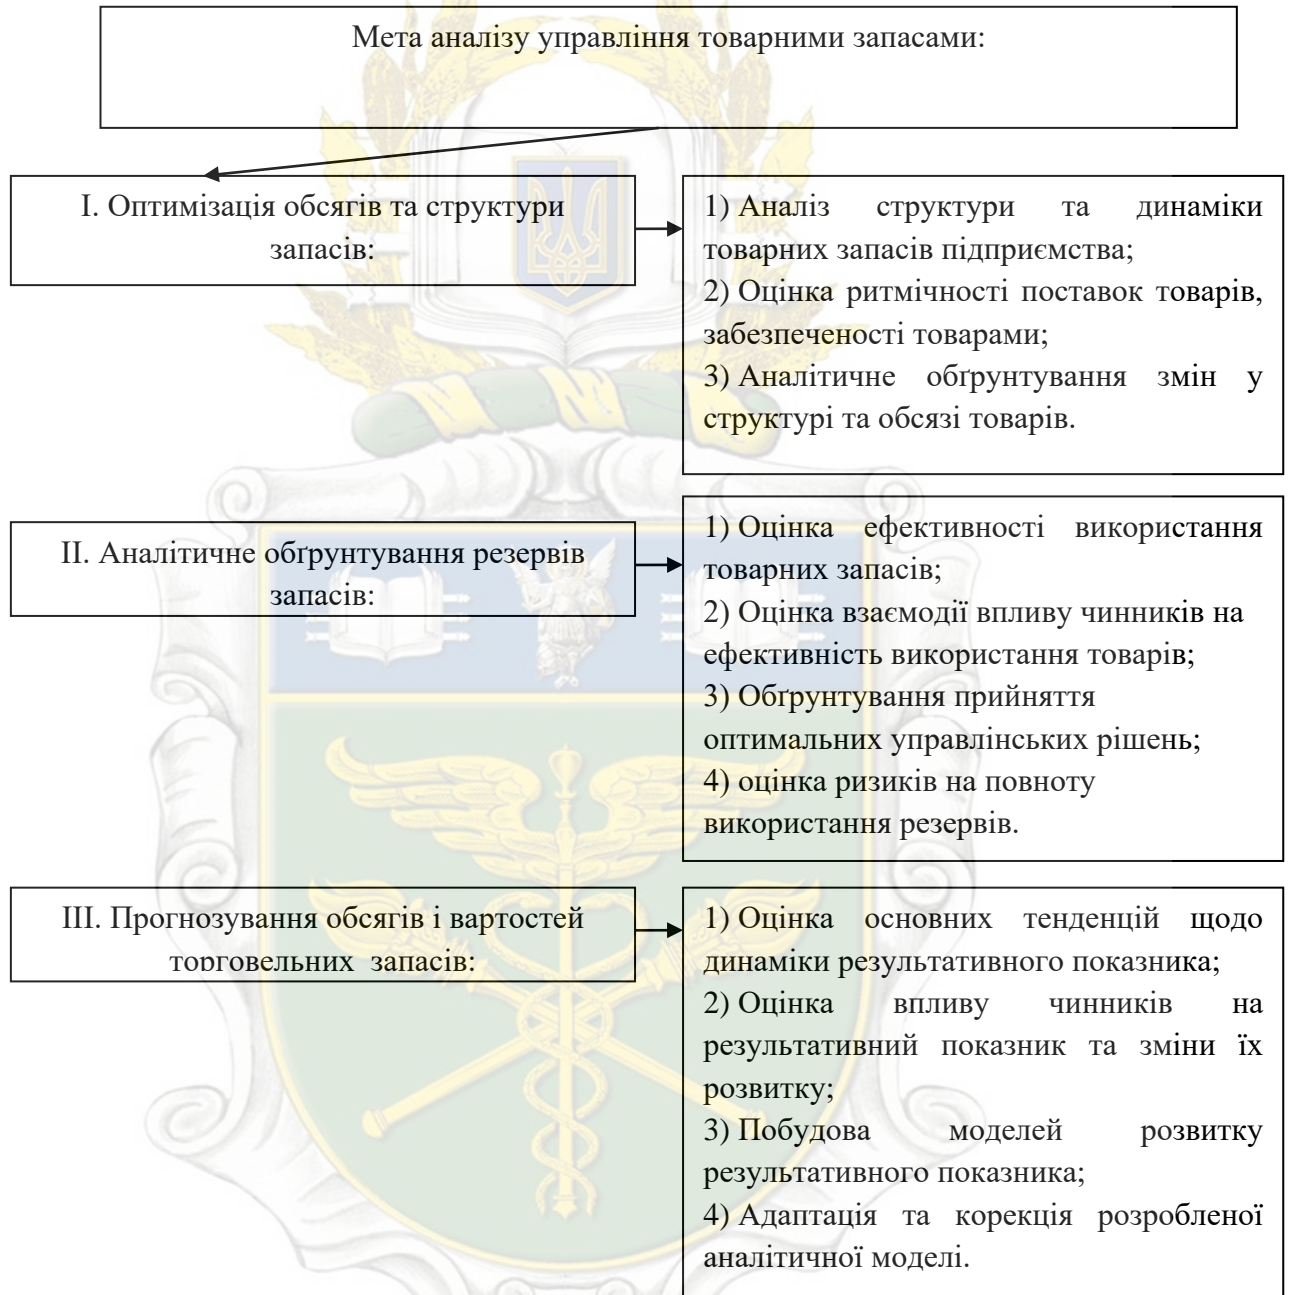 Мета аналізу управління товарними запасами:
І. Оптимізація обсягів та структури
запасів:
1) Аналіз структури та динаміки
товарних запасів підприємства;
2) Оцінка ритмічності поставок товарів,
забезпеченості товарами;
3) Аналітичне обґрунтування змін у
структурі та обсязі товарів.
ІІ. Аналітичне обґрунтування резервів
запасів:
1) Оцінка ефективності використання
товарних запасів;
2) Оцінка взаємодії впливу чинників на
ефективність використання товарів;
3) Обґрунтування прийняття
оптимальних управлінських рішень;
4) оцінка ризиків на повноту
використання резервів.
ІІІ. Прогнозування обсягів і вартостей
торговельних запасів:
1) Оцінка основних тенденцій щодо
динаміки результативного показника;
2) Оцінка впливу чинників на
результативний показник та зміни їх
розвитку;
3) Побудова моделей розвитку
результативного показника;
4) Адаптація та корекція розробленої
аналітичної моделі.